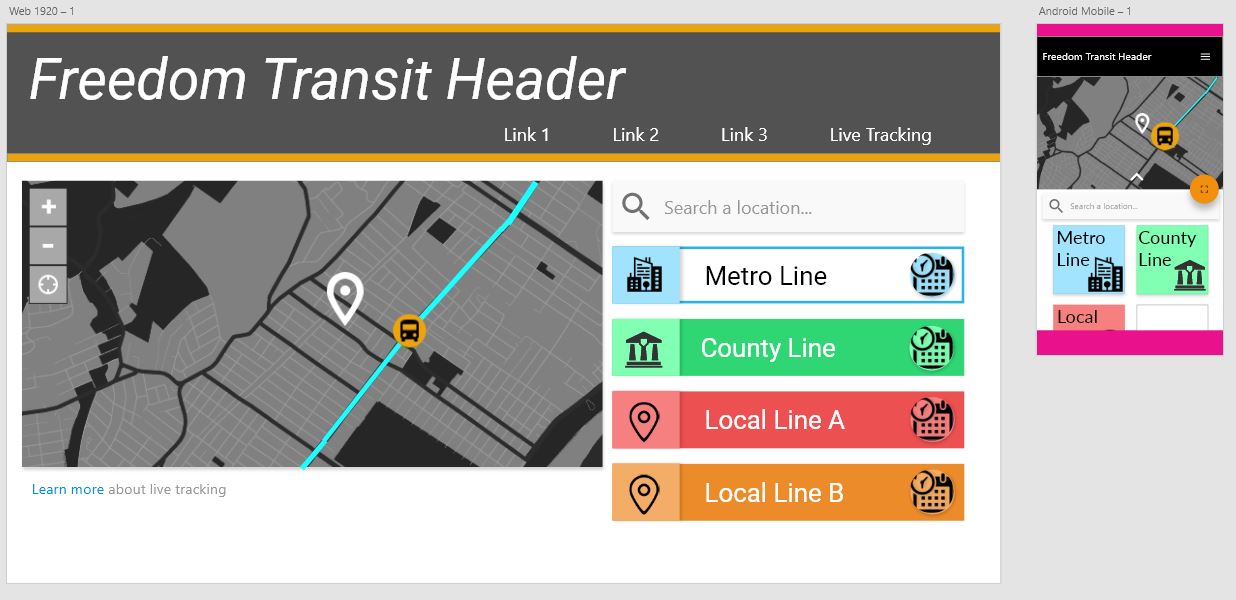 Web 1920 – 1
Freedom Transit Header
Link 1 Link 2 Link 3 Live Tracking
Search a location...
Metro Line
County Line
Local Line A
Local Line B
Learn more about live tracking
Android Mobile – 1
Freedom Transit Header
Search a location...
Metro
Line
County
Line
Local